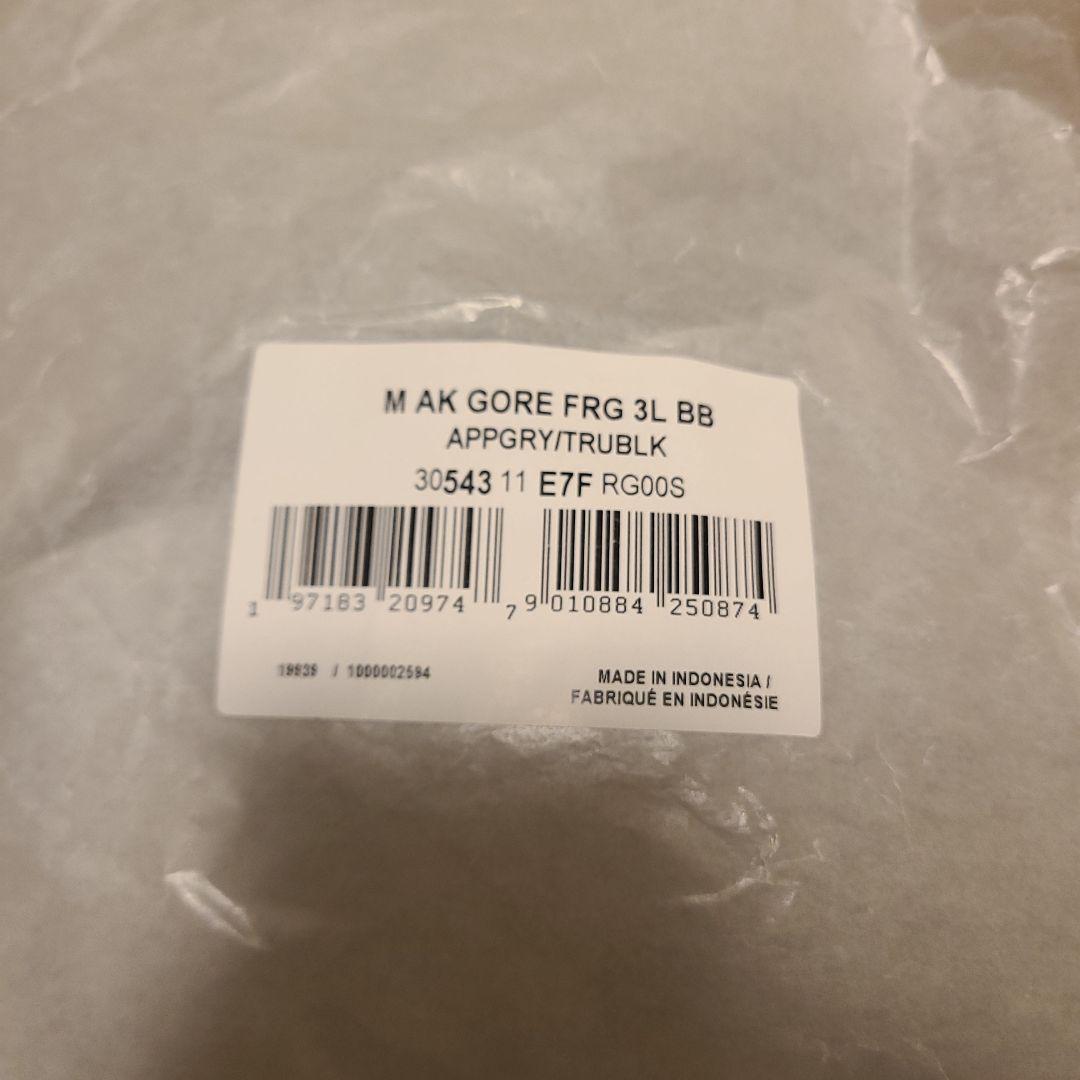 M AK GORE FRG 3L BB
APPGRY/TRUBLK
30543 11 E7F RG00S
1 97183 20974 7
9 010884 250874
19939 / 1000002594
MADE IN INDONESIA /
FABRIQUÉ EN INDONÉSIE